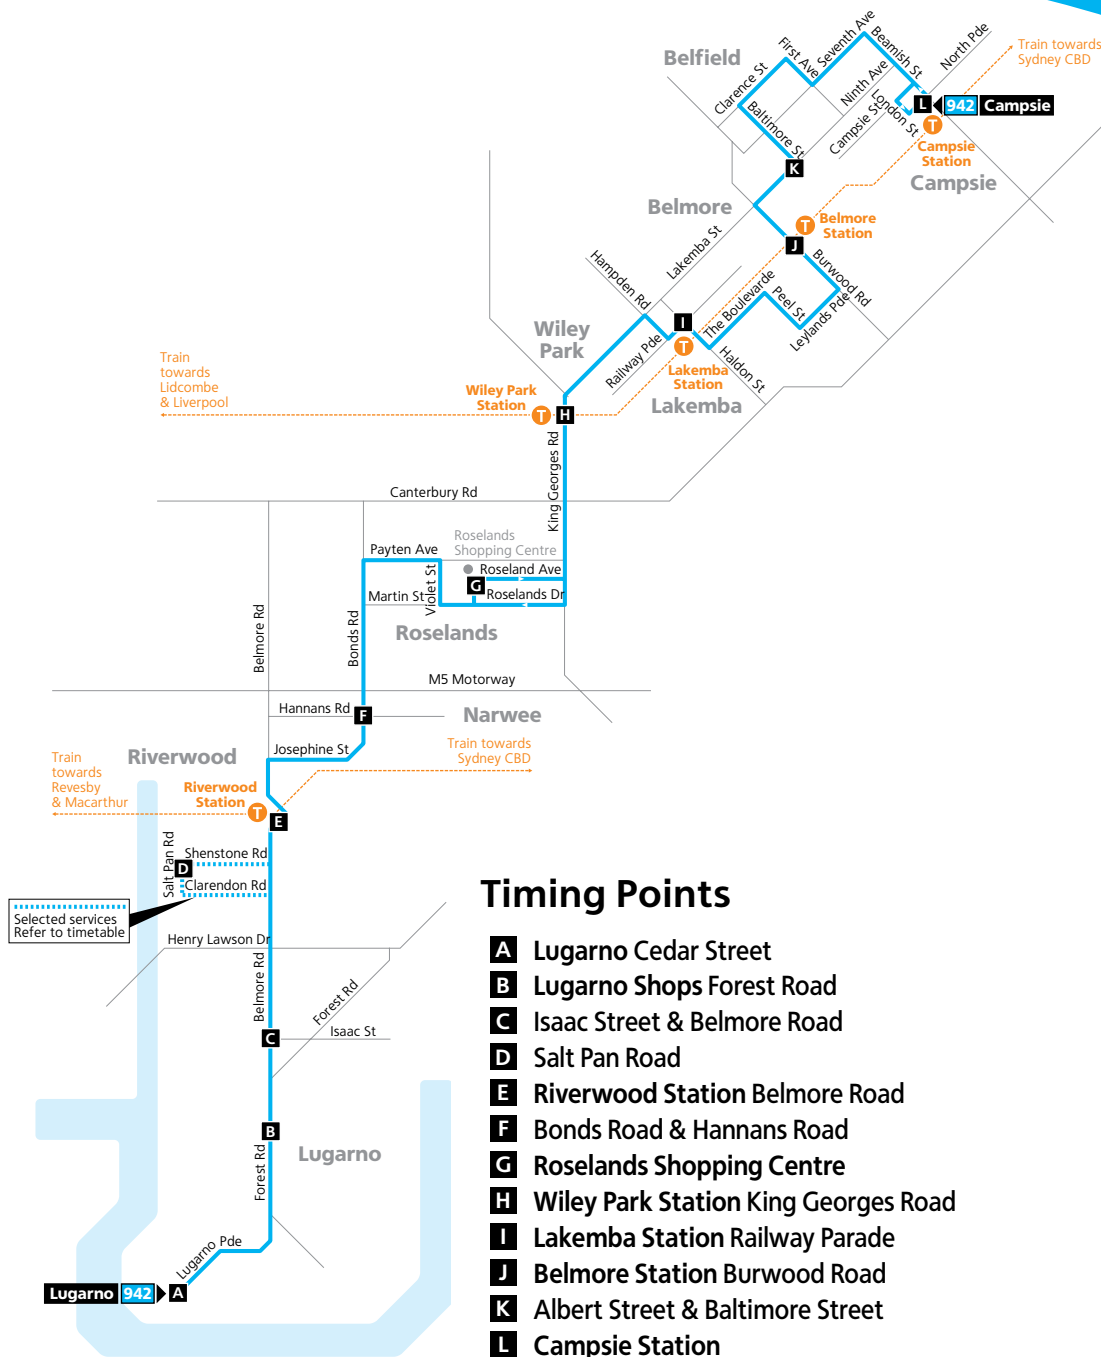 Belfield
Clarence St
First Ave
Seventh Ave
Beamish St
North Pde
Train towards
Sydney CBD
Ninth Ave
Baltimore St
Campsie St
London St
L
942 Campsie
T
Campsie
Station
Campsie
K
Belmore
T
Belmore
Station
J
Lakemba St
Hampden Rd
Burwood Rd
The Boulevarde
Peel St
Leylands Pde
Wiley
Park
I
Railway Pde
T
Haldon St
Lakemba
Station
Lakemba
Train
towards
Lidcombe
& Liverpool
Wiley Park
Station
T
H
King Georges Rd
Canterbury Rd
Roselands
Shopping Centre
Payten Ave
Roseland Ave
G
Violet St
Martin St
Roselands Dr
Belmore Rd
Bonds Rd
Roselands
M5 Motorway
Hannans Rd
F
Narwee
Josephine St
Train towards
Sydney CBD
Riverwood
Train
towards
Revesby
& Macarthur
Riverwood
Station
T
E
Salt Pan Rd
Shenstone Rd
D
Clarendon Rd
Selected services
Refer to timetable
Henry Lawson Dr
Belmore Rd
Forest Rd
C
Isaac St
B
Lugarno
Forest Rd
Lugarno Pde
Lugarno 942
A
Timing Points
A Lugarno Cedar Street
B Lugarno Shops Forest Road
C Isaac Street & Belmore Road
D Salt Pan Road
E Riverwood Station Belmore Road
F Bonds Road & Hannans Road
G Roselands Shopping Centre
H Wiley Park Station King Georges Road
I Lakemba Station Railway Parade
J Belmore Station Burwood Road
K Albert Street & Baltimore Street
L Campsie Station